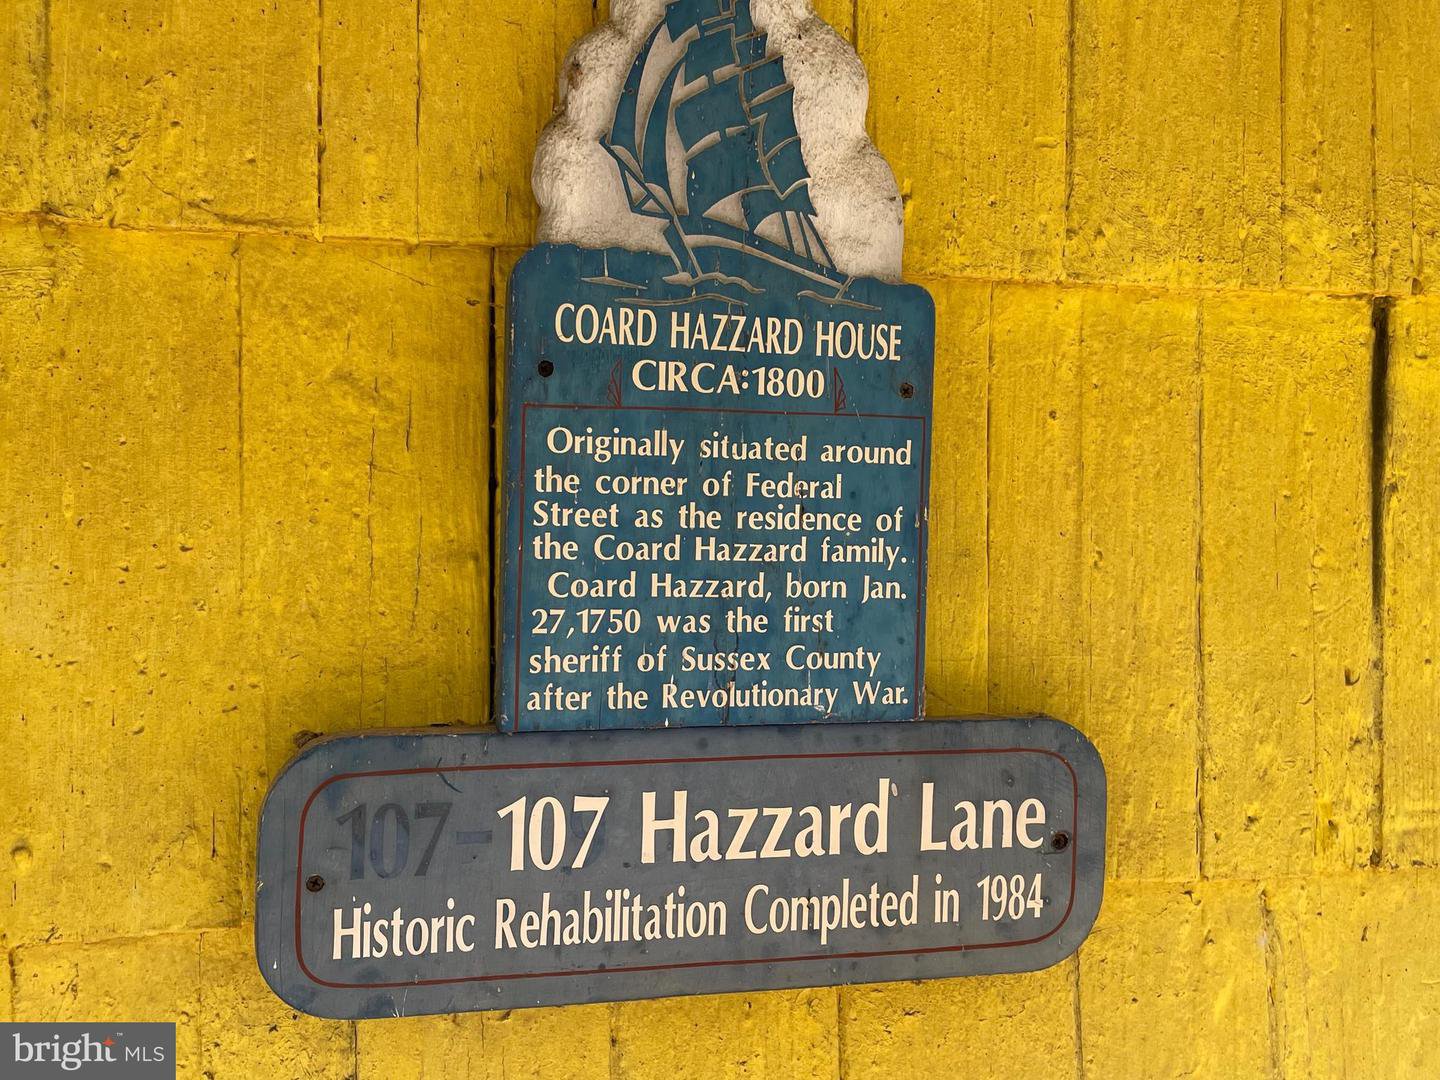 COARD HAZZARD HOUSE
CIRCA:1800
Originally situated around
the corner of Federal
Street as the residence of
the Coard Hazzard family.
Coard Hazzard, born Jan.
27,1750 was the first
sheriff of Sussex County
after the Revolutionary War.
107- 107 Hazzard Lane
Historic Rehabilitation Completed in 1984
bright™ MLS